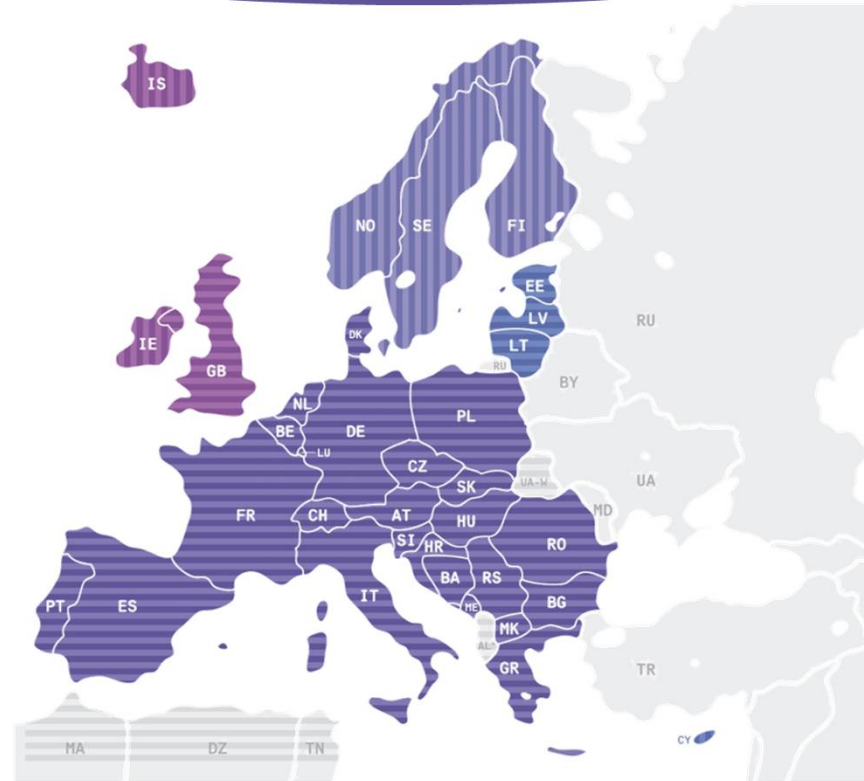 IS
NO
SE
FI
EE
LV
LT
RU
RU
BY
DK
IE
GB
NL
BE
DE
PL
LU
CZ
SK
UA-W
UA
MD
FR
CH
AT
HU
RO
SI
HR
BA
RS
ME
BG
PT
ES
IT
MK
AL*
GR
TR
CY
MA
DZ
TN